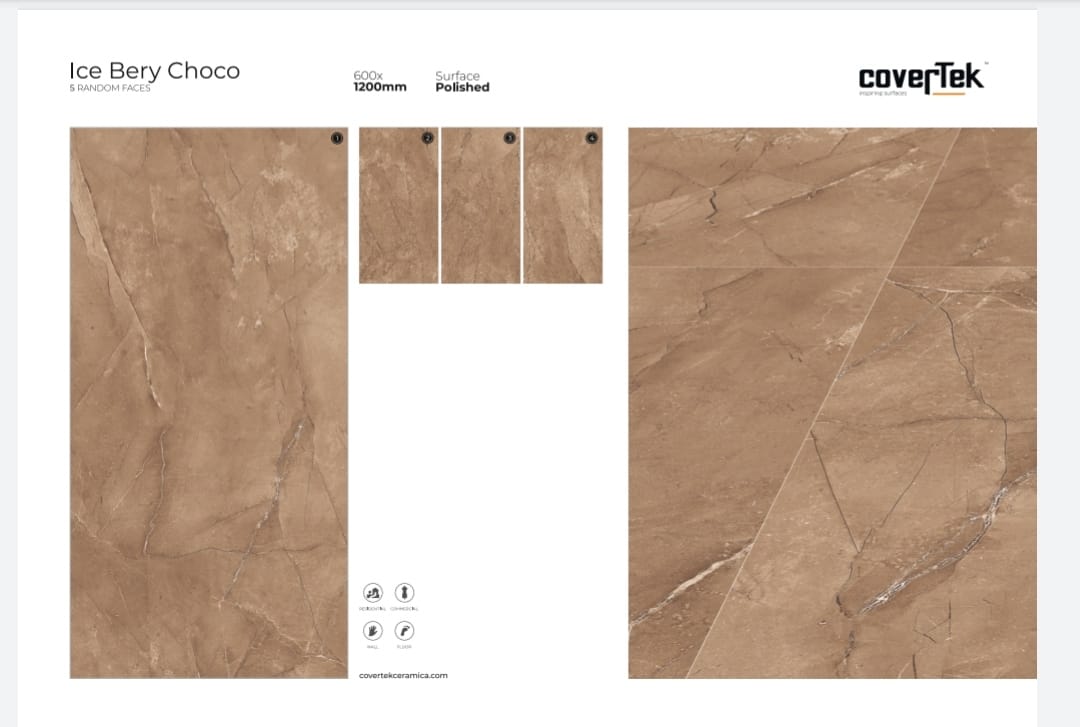 Ice Bery Choco
5 RANDOM FACES
600x
1200mm
Surface
Polished
coverTek
™
inspiring surfaces
1
2
3
4
RESIDENTIAL
COMMERCIAL
WALL
FLOOR
covertekceramica.com